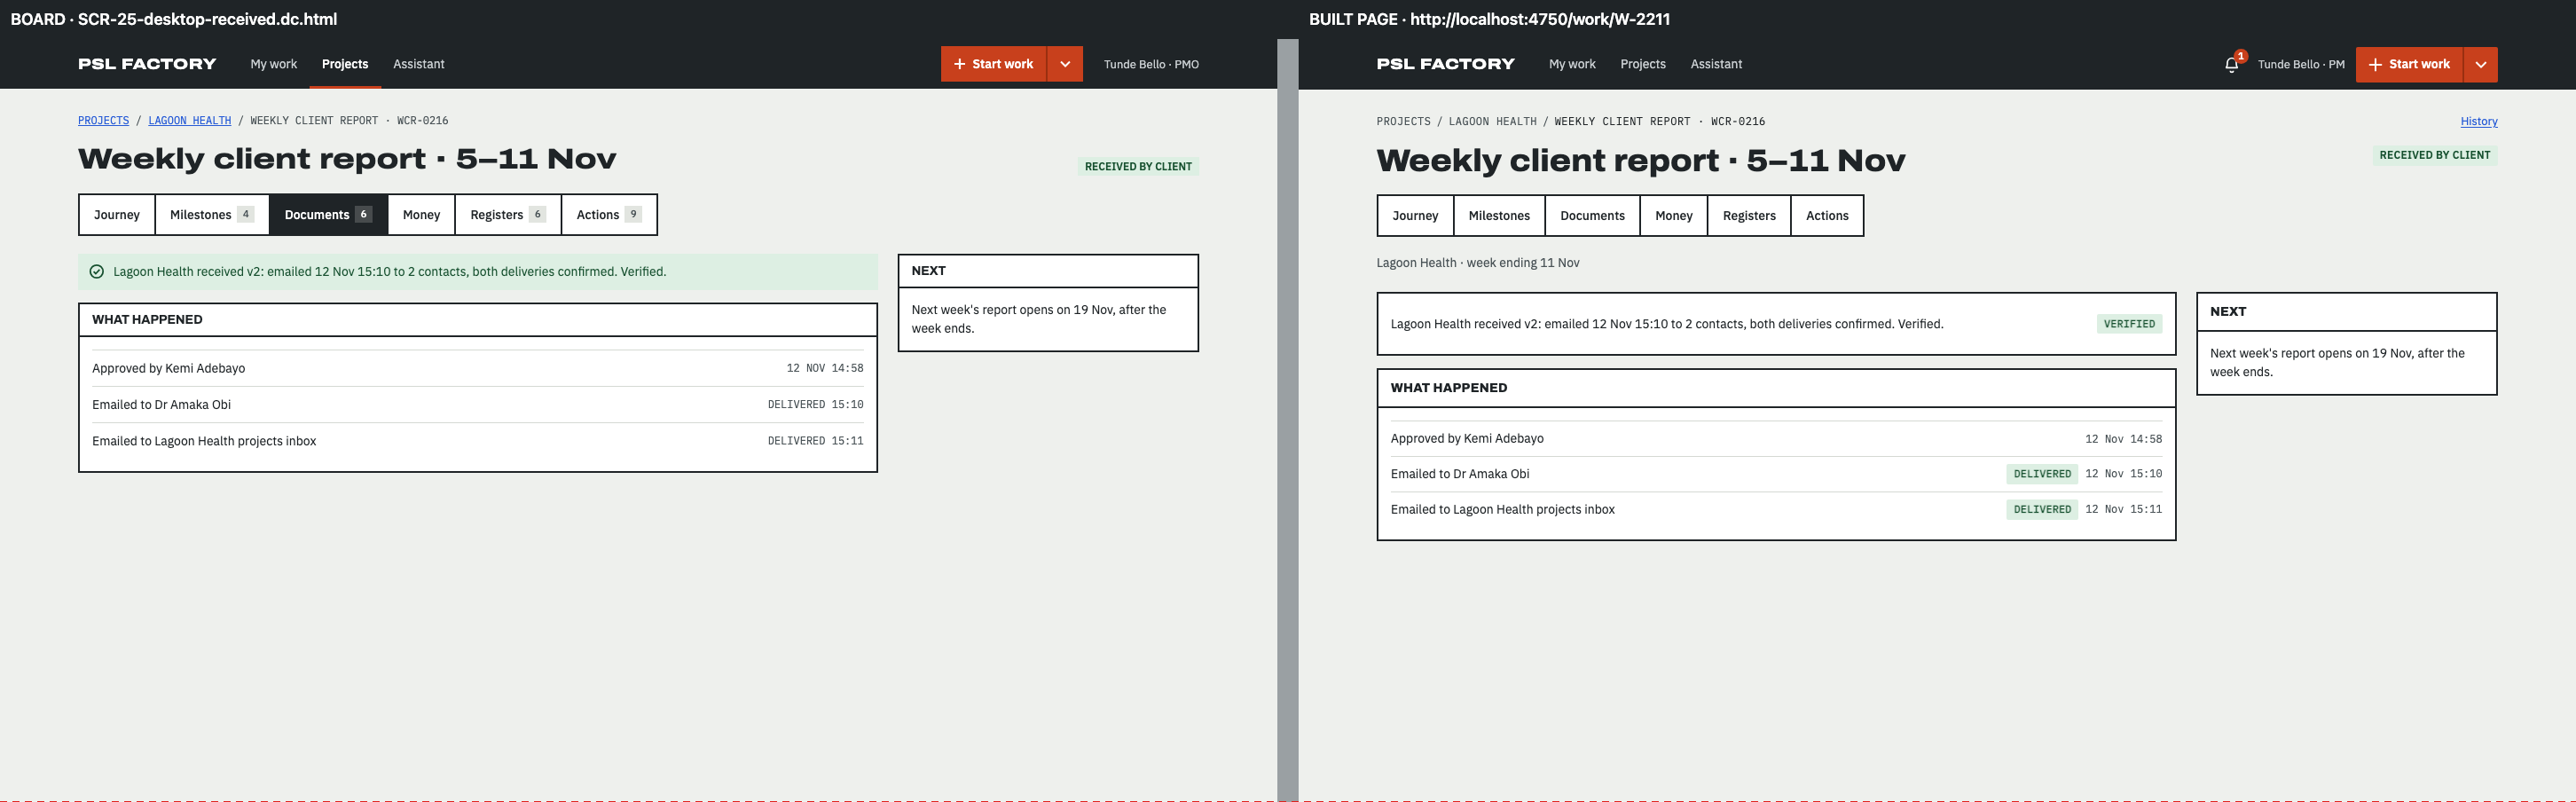 BOARD · SCR-25-desktop-received.dc.html
PSL FACTORY My work Projects Assistant + Start work Tunde Bello · PMO
PROJECTS / LAGOON HEALTH / WEEKLY CLIENT REPORT · WCR-0216
Weekly client report · 5–11 Nov
RECEIVED BY CLIENT
Journey Milestones 4 Documents 6 Money Registers 6 Actions 9
Lagoon Health received v2: emailed 12 Nov 15:10 to 2 contacts, both deliveries confirmed. Verified.
WHAT HAPPENED
Approved by Kemi Adebayo 12 NOV 14:58
Emailed to Dr Amaka Obi DELIVERED 15:10
Emailed to Lagoon Health projects inbox DELIVERED 15:11
NEXT
Next week's report opens on 19 Nov, after the
week ends.
BUILT PAGE · http://localhost:4750/work/W-2211
PSL FACTORY My work Projects Assistant 1 Tunde Bello · PM + Start work
PROJECTS / LAGOON HEALTH / WEEKLY CLIENT REPORT · WCR-0216 History
Weekly client report · 5–11 Nov
RECEIVED BY CLIENT
Journey Milestones Documents Money Registers Actions
Lagoon Health · week ending 11 Nov
Lagoon Health received v2: emailed 12 Nov 15:10 to 2 contacts, both deliveries confirmed. Verified. VERIFIED
WHAT HAPPENED
Approved by Kemi Adebayo 12 Nov 14:58
Emailed to Dr Amaka Obi DELIVERED 12 Nov 15:10
Emailed to Lagoon Health projects inbox DELIVERED 12 Nov 15:11
NEXT
Next week's report opens on 19 Nov, after the
week ends.